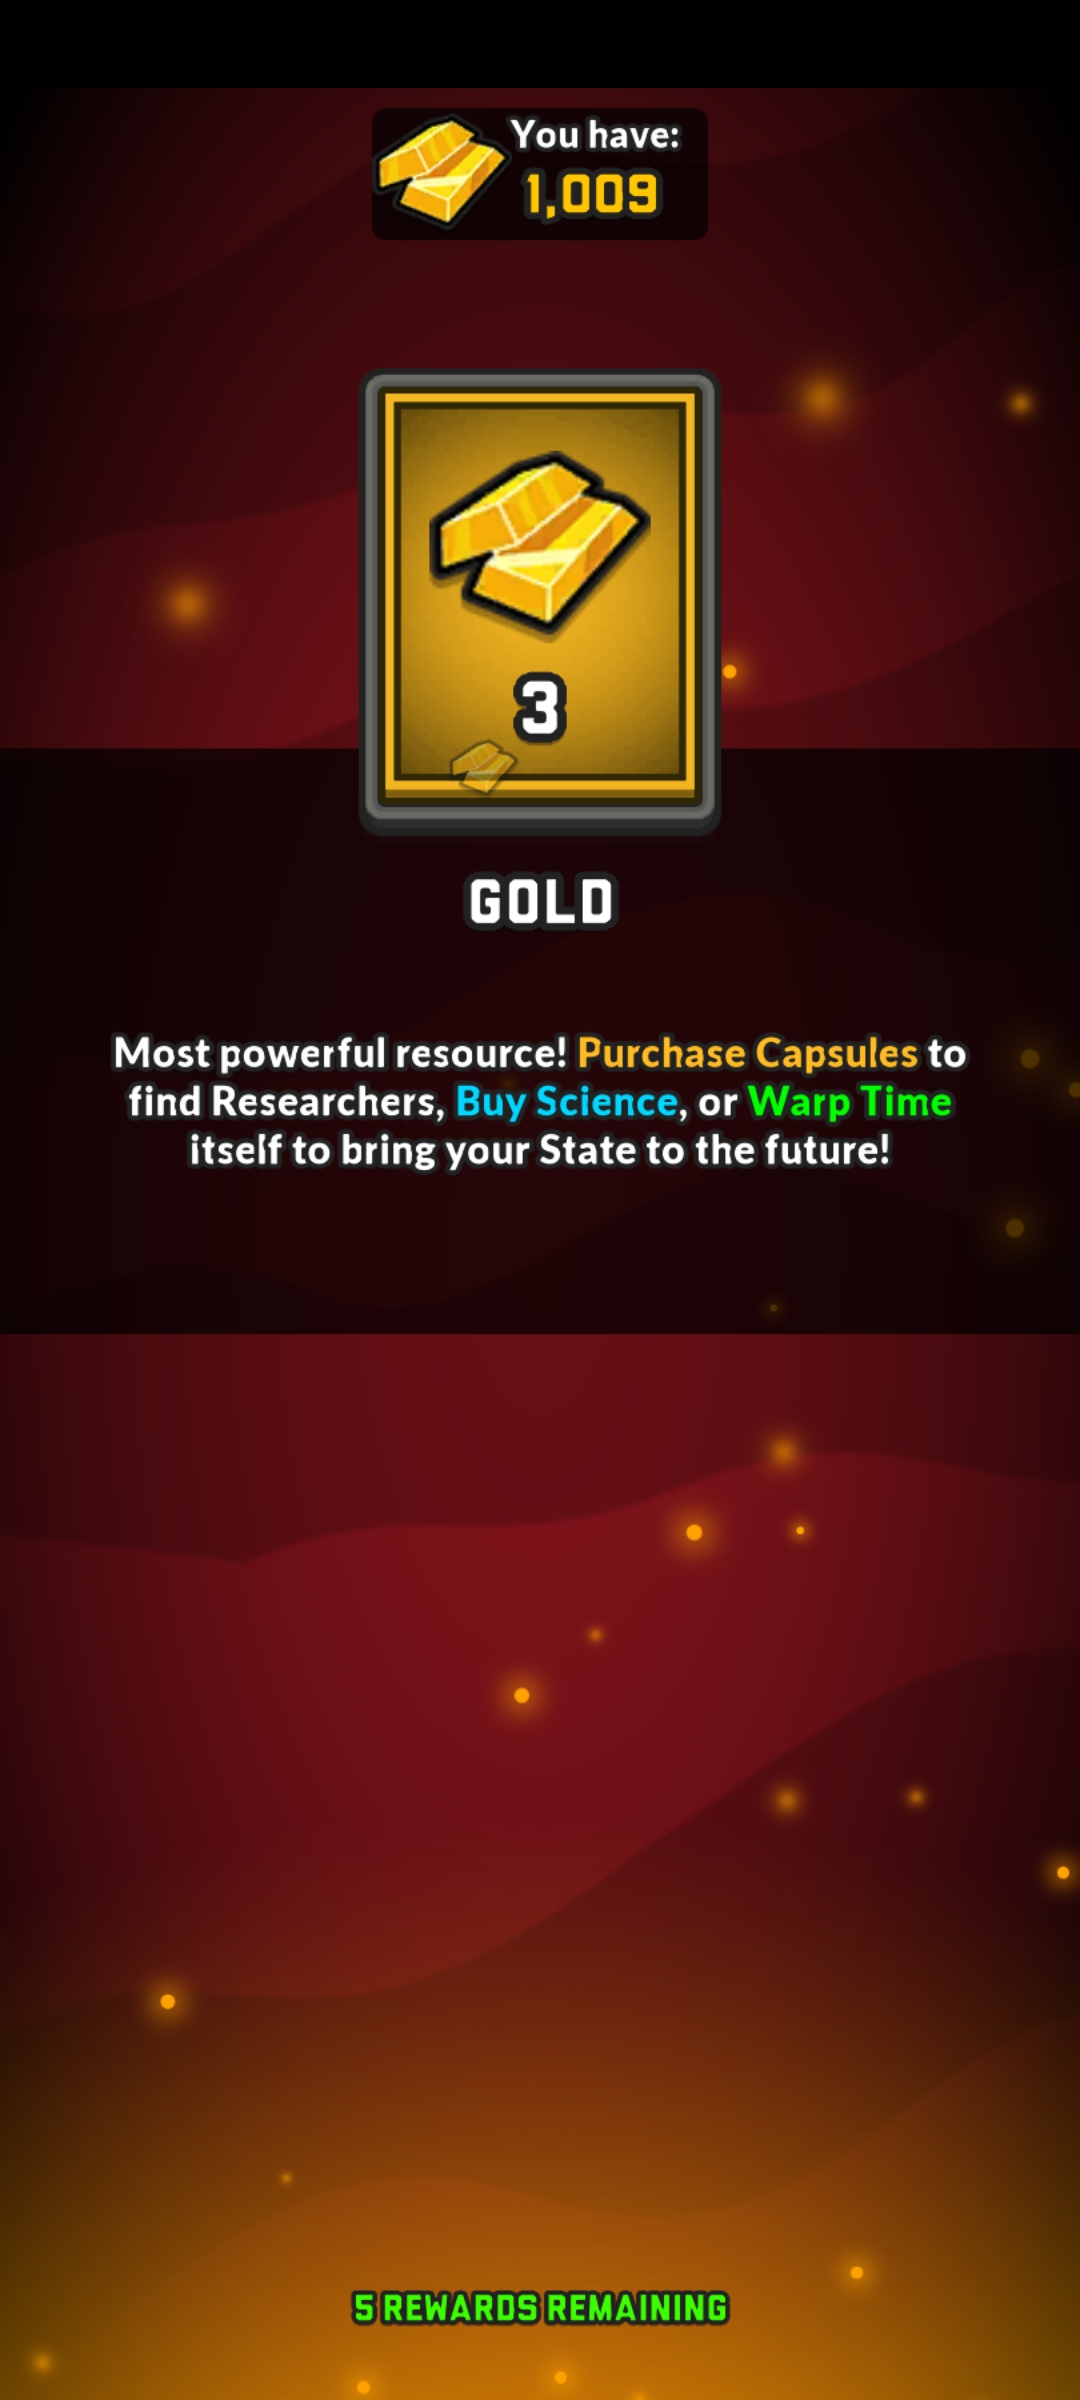 You have:
1,009
3
GOLD
Most powerful resource! Purchase Capsules to
find Researchers, Buy Science, or Warp Time
itself to bring your State to the future!
5 REWARDS REMAINING